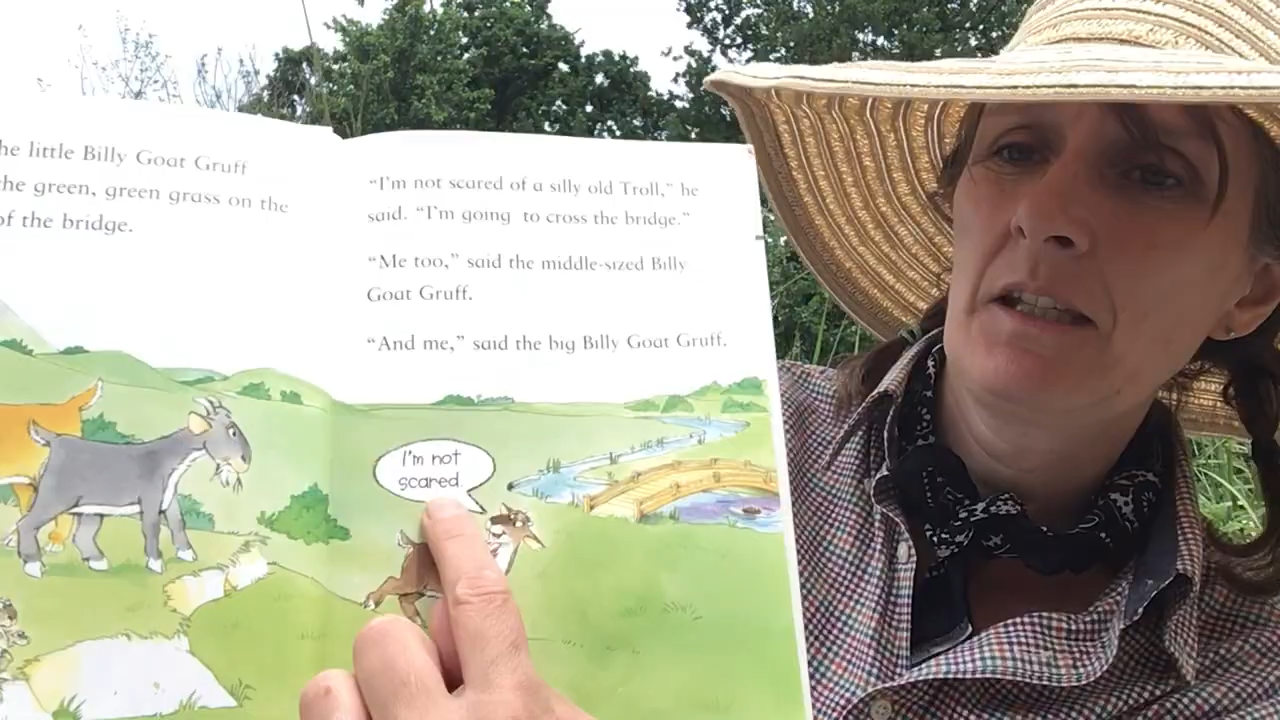 he little Billy Goat Gruff
he green, green grass on the
of the bridge.
“I’m not scared of a silly old Troll,” he
said. “I’m going to cross the bridge.”
“Me too,” said the middle-sized Billy
Goat Gruff.
“And me,” said the big Billy Goat Gruff.
I'm not
scared.